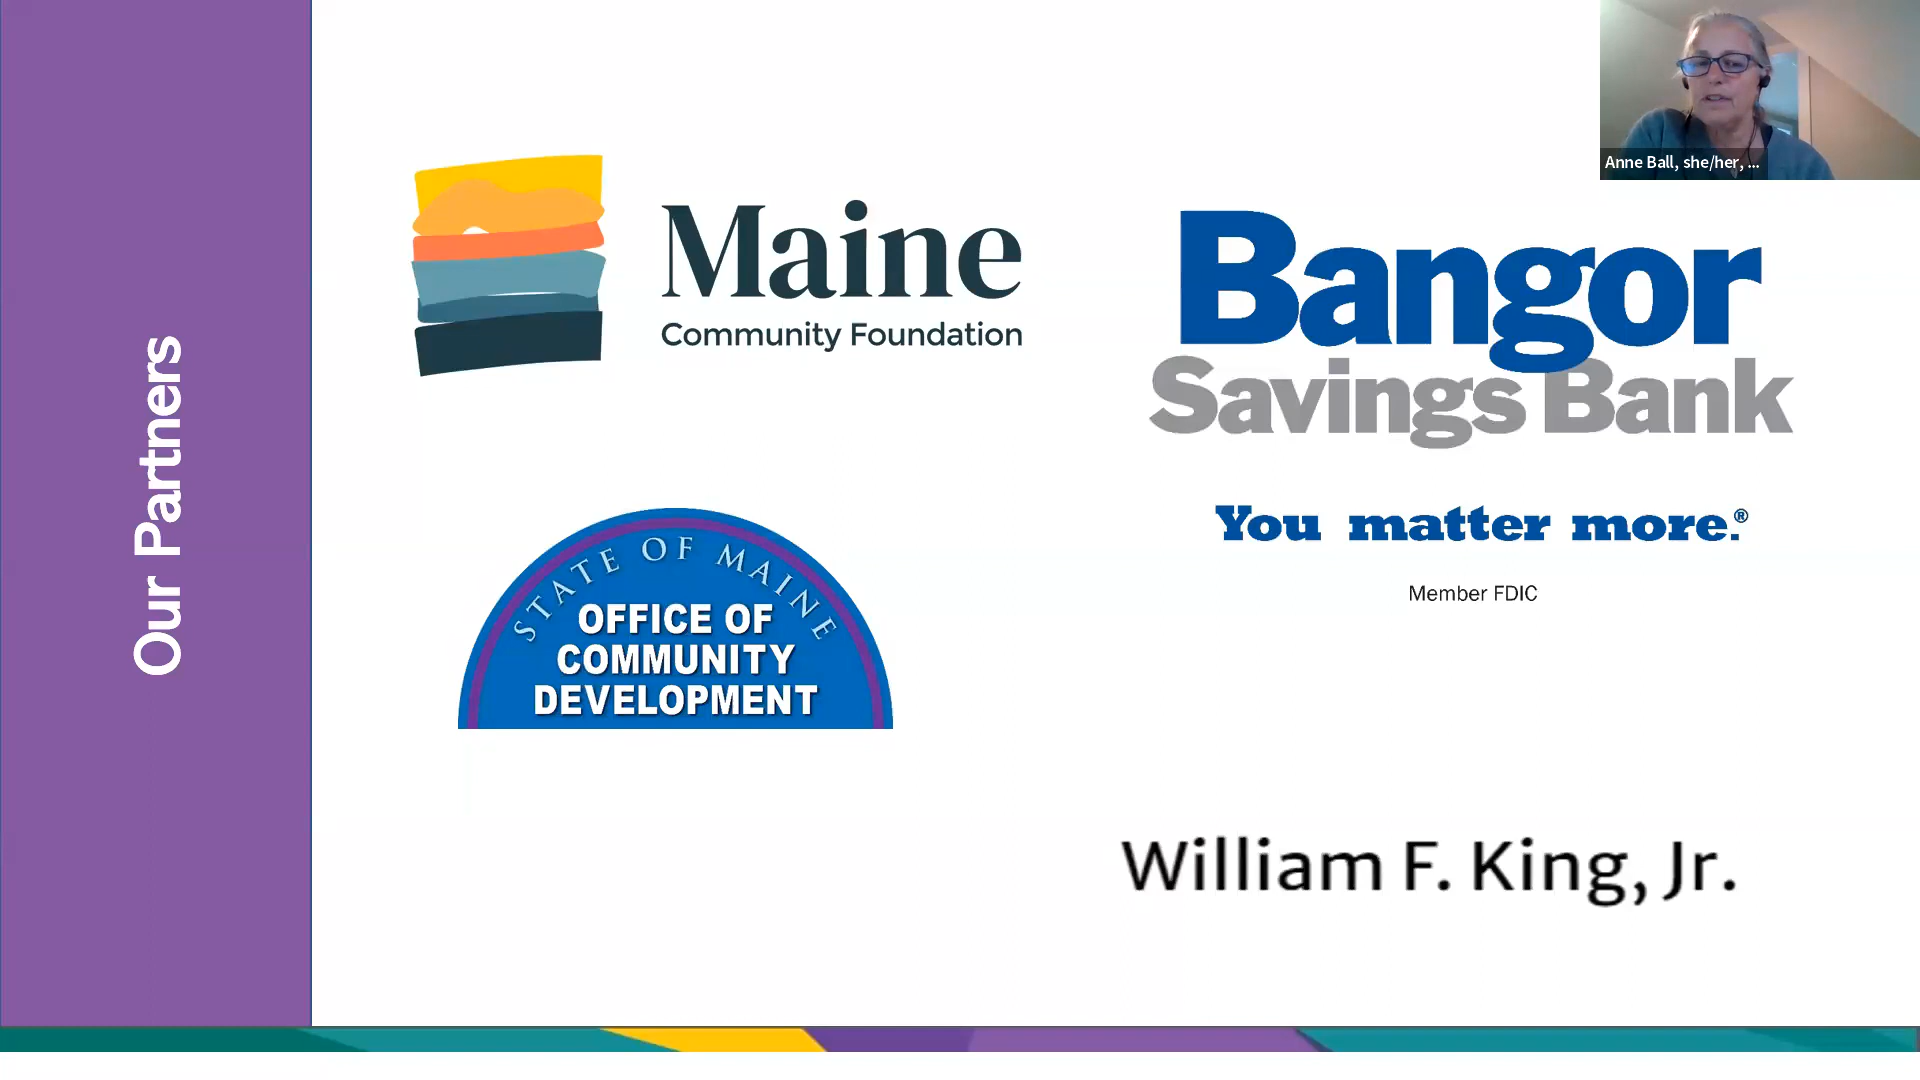 Our Partners
Anne Ball, she/her, ...
Maine
Community Foundation
Bangor
Savings Bank
You matter more.®
Member FDIC
STATE OF MAINE
OFFICE OF
COMMUNITY
DEVELOPMENT
William F. King, Jr.